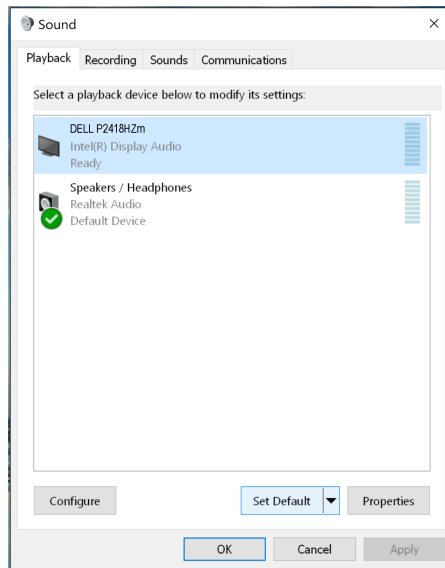 Sound
Playback Recording Sounds Communications
Select a playback device below to modify its settings:
DELL P2418HZm
Intel(R) Display Audio
Ready
Speakers / Headphones
Realtek Audio
Default Device
Configure Set Default Properties
OK Cancel Apply